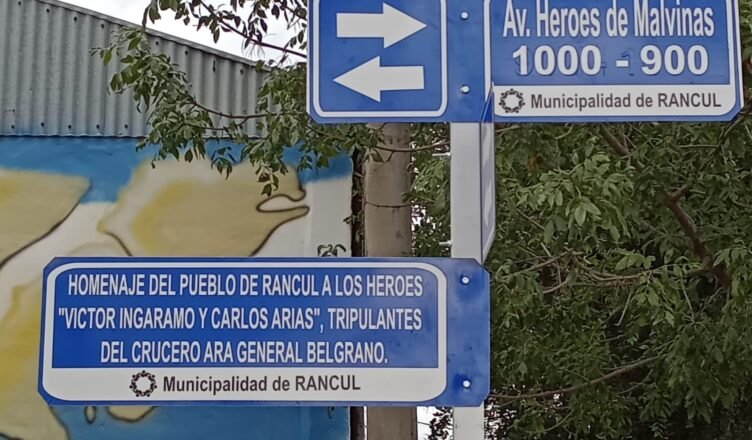 Av. Heroes de Malvinas
1000 - 900
Municipalidad de RANCUL
HOMENAJE DEL PUEBLO DE RANCUL A LOS HEROES
"VICTOR INGARAMO Y CARLOS ARIAS", TRIPULANTES
DEL CRUCERO ARA GENERAL BELGRANO.
Municipalidad de RANCUL